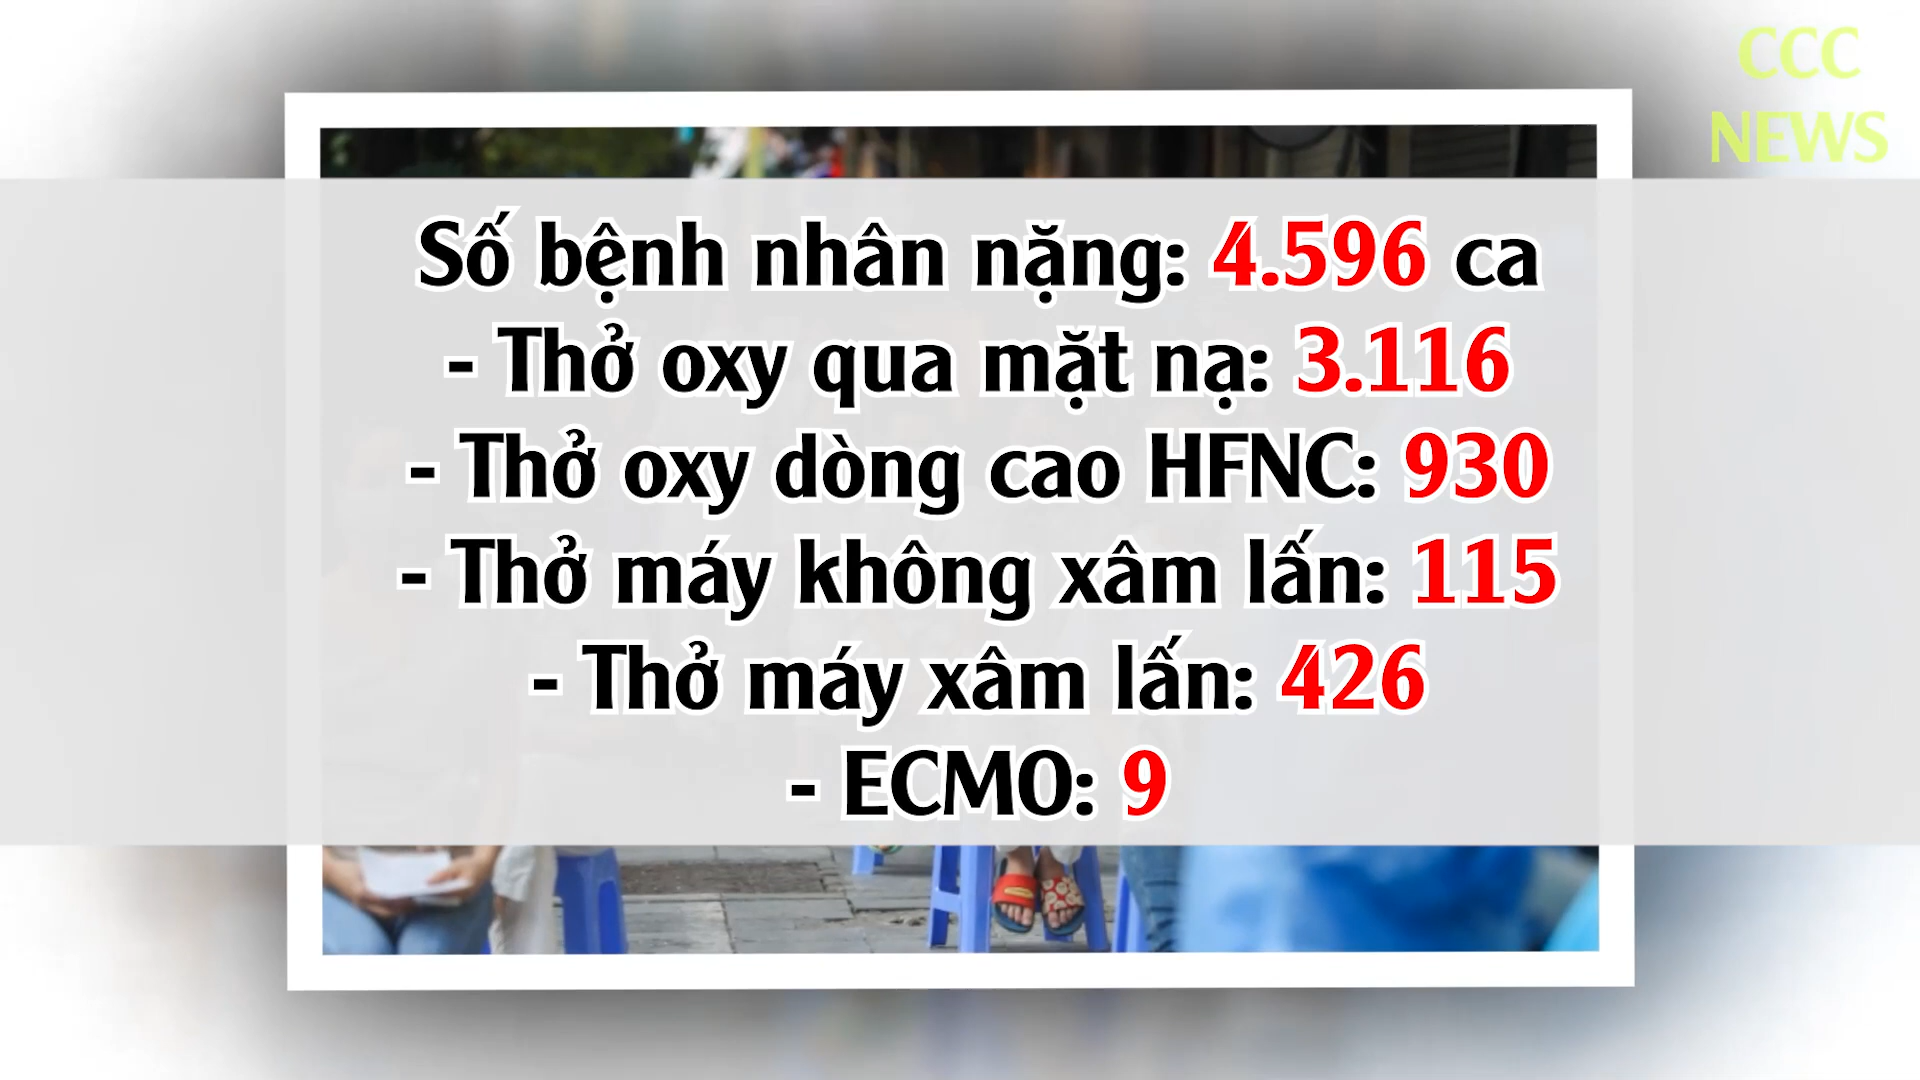 CCC
NEWS
Số bệnh nhân nặng: 4.596 ca
- Thở oxy qua mặt nạ: 3.116
- Thở oxy dòng cao HFNC: 930
- Thở máy không xâm lấn: 115
- Thở máy xâm lấn: 426
- ECMO: 9